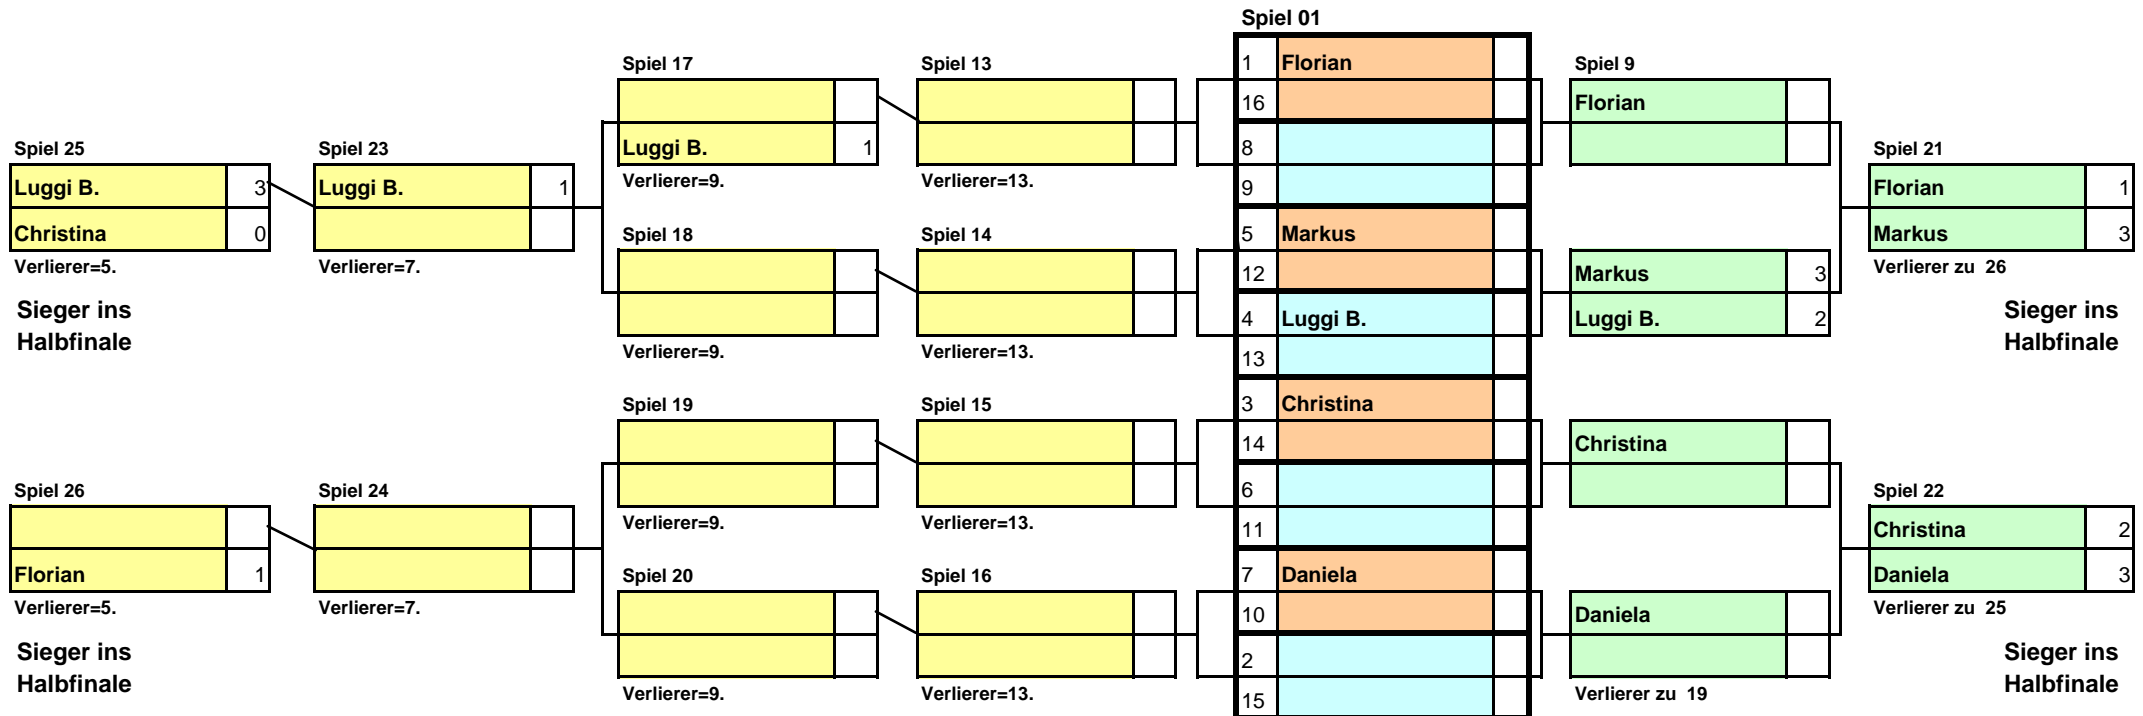 Spiel 01
Spiel 17 Spiel 13 1 Florian Spiel 9
16 Florian
Spiel 25 Spiel 23 Luggi B. 1 8 Spiel 21
Luggi B. 3 Luggi B. 1 Verlierer=9. Verlierer=13. 9 Florian 1
Christina 0 Spiel 18 Spiel 14 5 Markus Markus 3
Verlierer=5. Verlierer=7. 12 Markus 3 Verlierer zu 26
Sieger ins 4 Luggi B. Luggi B. 2 Sieger ins
Halbfinale Verlierer=9. Verlierer=13. 13 Halbfinale
Spiel 19 Spiel 15 3 Christina
14 Christina
Spiel 26 Spiel 24 6 Spiel 22
Verlierer=9. Verlierer=13. 11 Christina 2
Florian 1 Spiel 20 Spiel 16 7 Daniela Daniela 3
Verlierer=5. Verlierer=7. 10 Daniela Verlierer zu 25
Sieger ins 2 Sieger ins
Halbfinale Verlierer=9. Verlierer=13. 15 Verlierer zu 19 Halbfinale